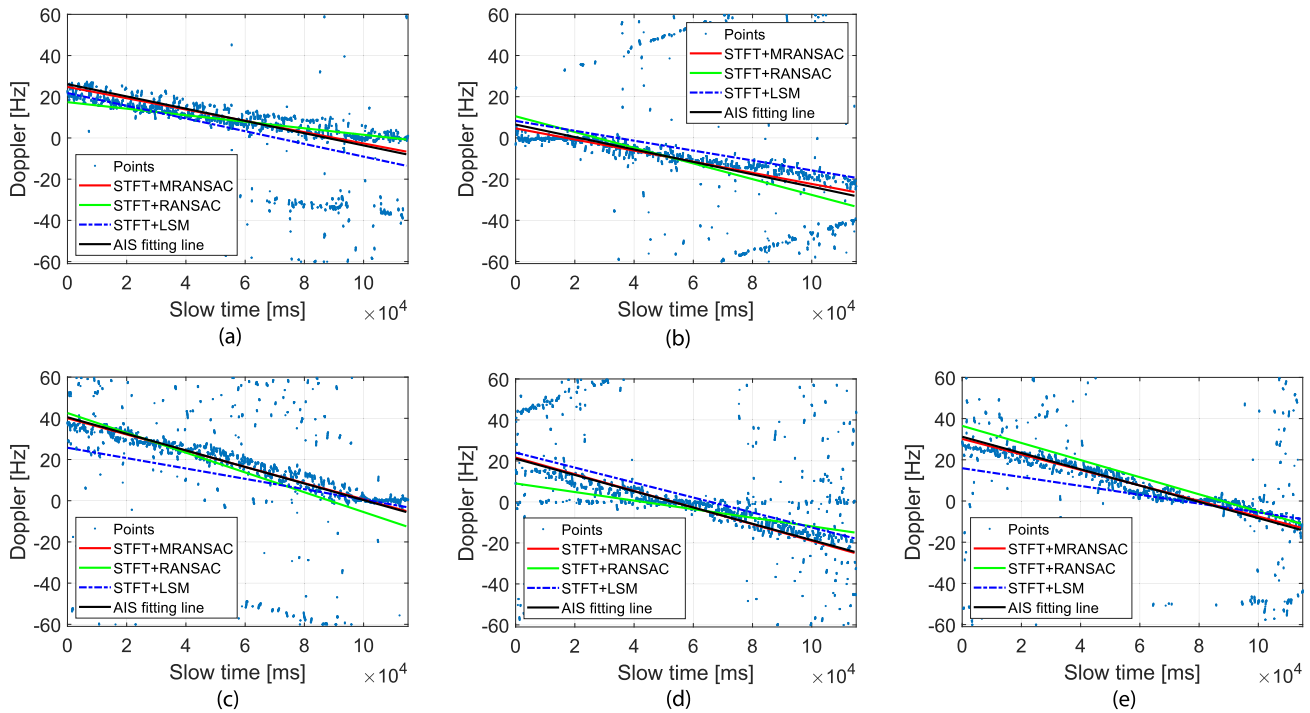 60
40
20
0
-20
-40
-60
Doppler [Hz]
Points
STFT+MRANSAC
STFT+RANSAC
STFT+LSM
AIS fitting line
0 2 4 6 8 10
Slow time [ms]
×10^4
(a)
60
40
20
0
-20
-40
-60
Doppler [Hz]
Points
STFT+MRANSAC
STFT+RANSAC
STFT+LSM
AIS fitting line
0 2 4 6 8 10
Slow time [ms]
×10^4
(b)
60
40
20
0
-20
-40
-60
Doppler [Hz]
Points
STFT+MRANSAC
STFT+RANSAC
STFT+LSM
AIS fitting line
0 2 4 6 8 10
Slow time [ms]
×10^4
(c)
60
40
20
0
-20
-40
-60
Doppler [Hz]
Points
STFT+MRANSAC
STFT+RANSAC
STFT+LSM
AIS fitting line
0 2 4 6 8 10
Slow time [ms]
×10^4
(d)
60
40
20
0
-20
-40
-60
Doppler [Hz]
Points
STFT+MRANSAC
STFT+RANSAC
STFT+LSM
AIS fitting line
0 2 4 6 8 10
Slow time [ms]
×10^4
(e)